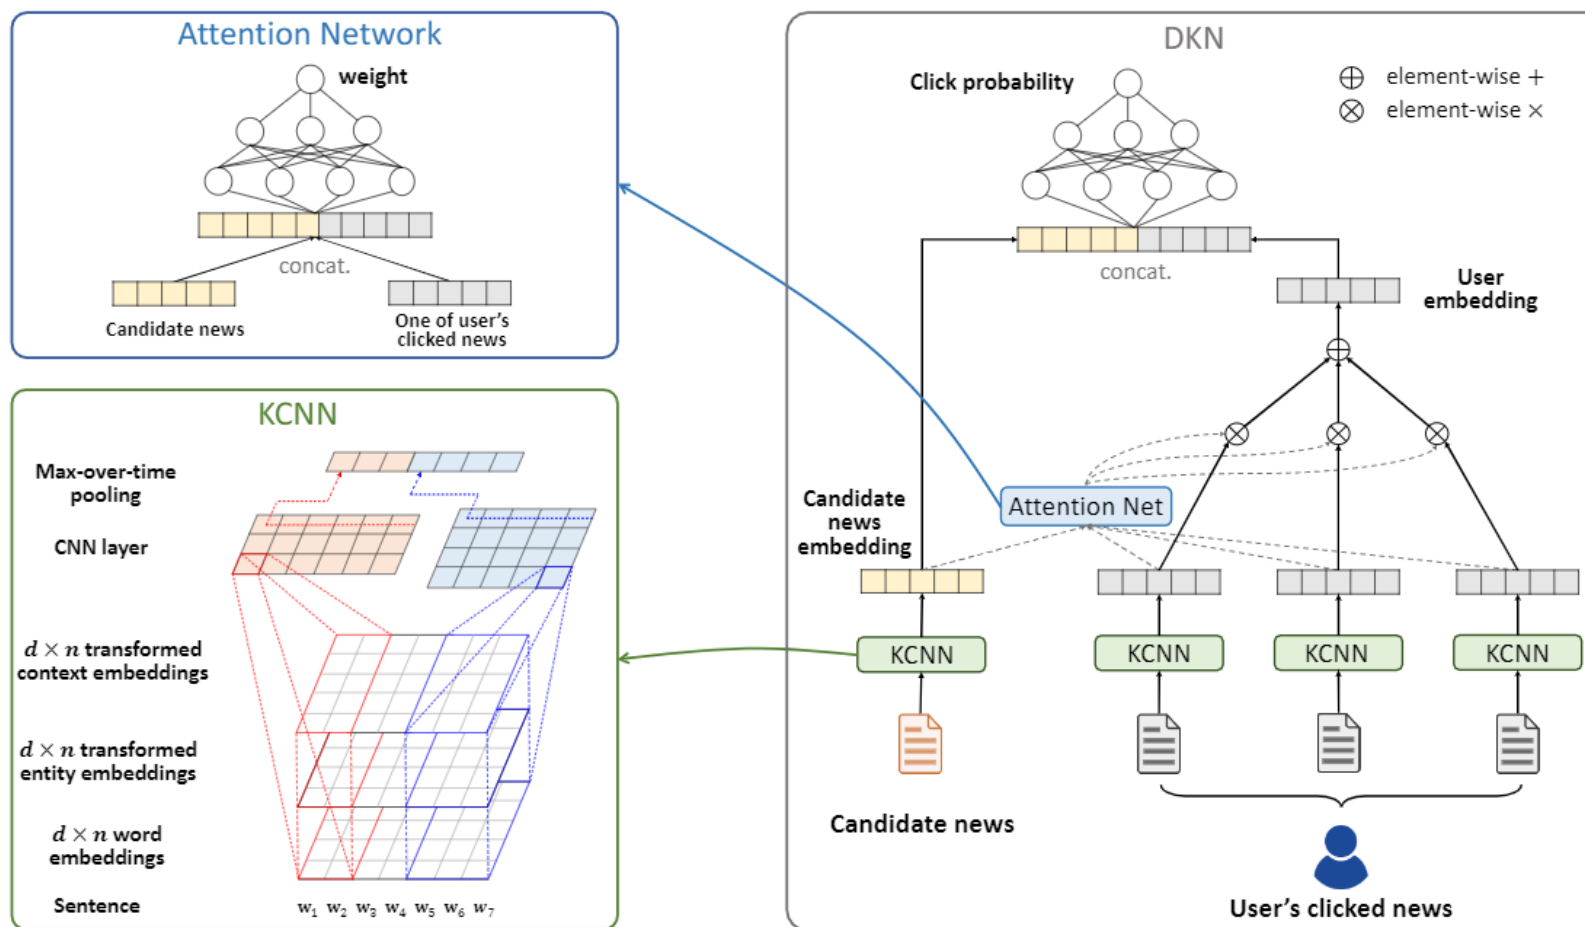 Attention Network
weight
concat.
Candidate news
One of user's
clicked news
KCNN
Max-over-time
pooling
CNN layer
d × n transformed
context embeddings
d × n transformed
entity embeddings
d × n word
embeddings
Sentence
w1 w2 w3 w4 w5 w6 w7
DKN
Click probability
element-wise +
element-wise ×
concat.
User
embedding
Candidate
news
embedding
Attention Net
KCNN
KCNN
KCNN
KCNN
Candidate news
User's clicked news